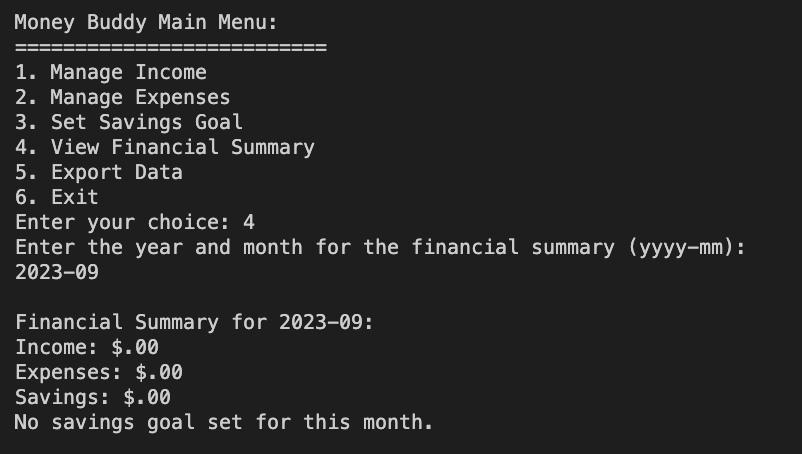 Money Buddy Main Menu:
==========================
1. Manage Income
2. Manage Expenses
3. Set Savings Goal
4. View Financial Summary
5. Export Data
6. Exit
Enter your choice: 4
Enter the year and month for the financial summary (yyyy-mm):
2023-09
Financial Summary for 2023-09:
Income: $.00
Expenses: $.00
Savings: $.00
No savings goal set for this month.